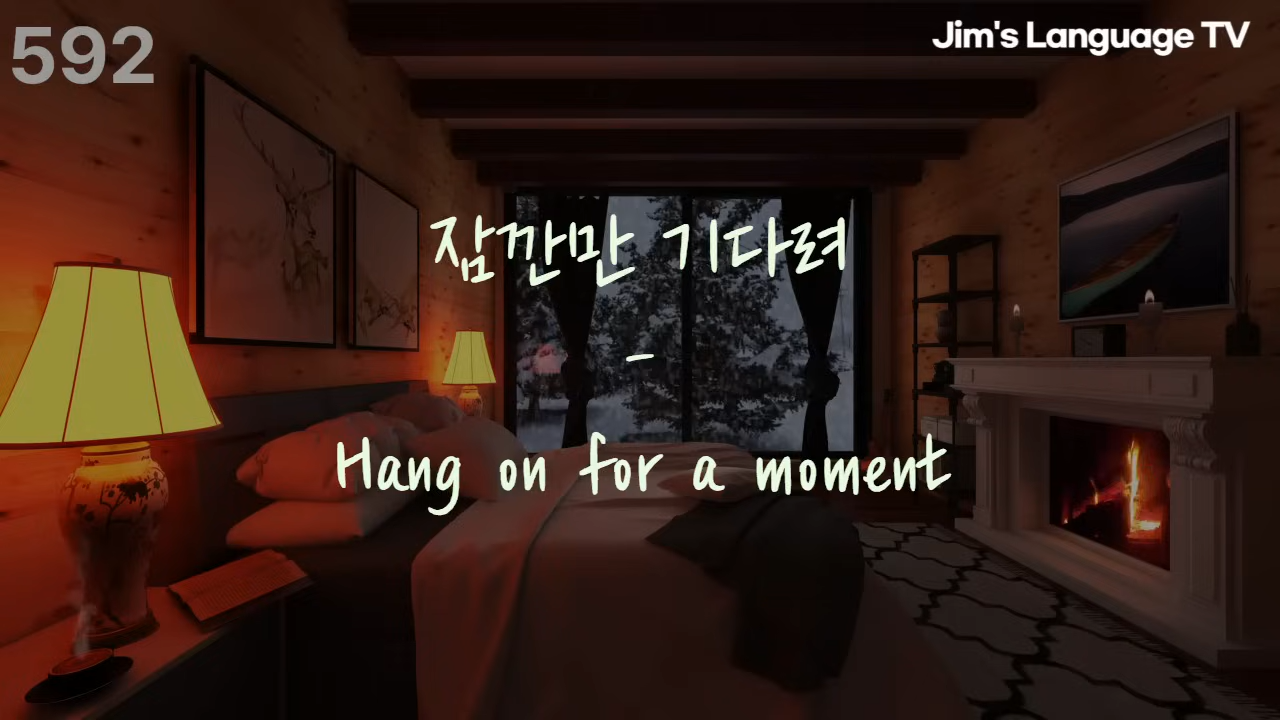 592
Jim's Language TV
잠깐만 기다려
-
Hang on for a moment